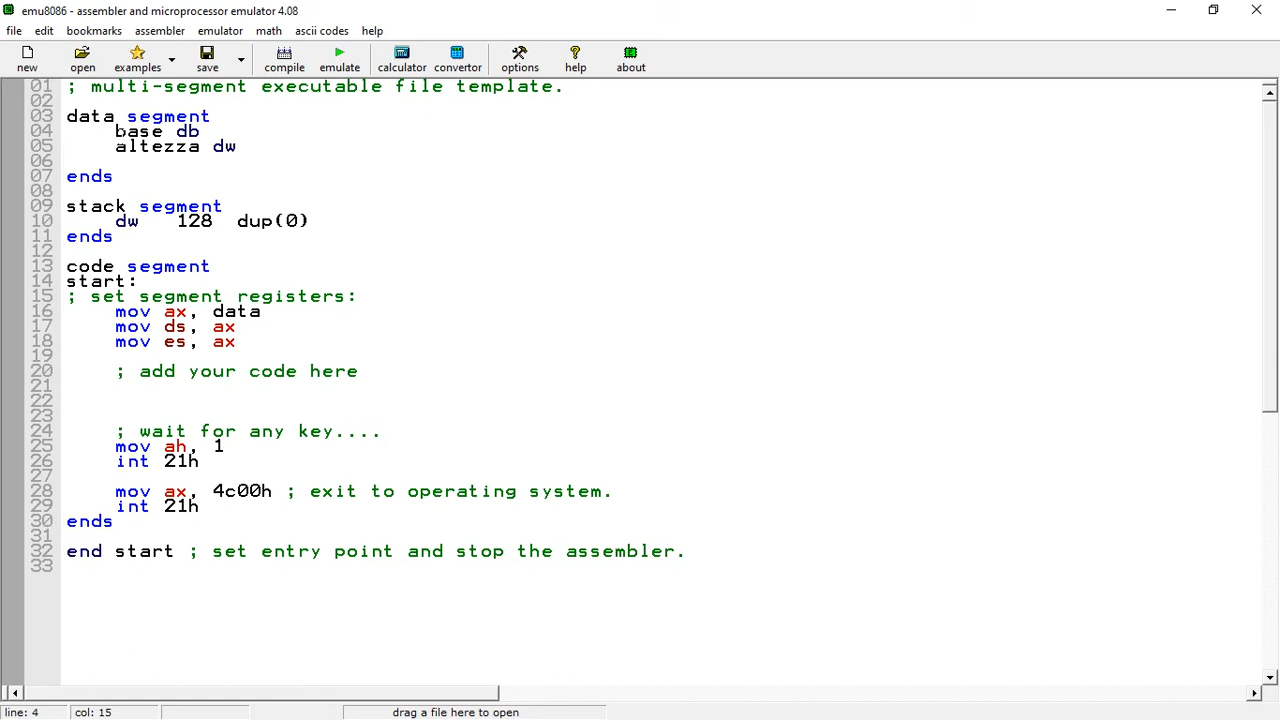 emu8086 - assembler and microprocessor emulator 4.08
file edit bookmarks assembler emulator math ascii codes help
new open examples save compile emulate calculator convertor options help about
01 ; multi-segment executable file template.
02
03 data segment
04 base db
05 altezza dw
06
07 ends
08
09 stack segment
10 dw 128 dup(0)
11 ends
12
13 code segment
14 start:
15 ; set segment registers:
16 mov ax, data
17 mov ds, ax
18 mov es, ax
19
20 ; add your code here
21
22
23
24 ; wait for any key....
25 mov ah, 1
26 int 21h
27
28 mov ax, 4c00h ; exit to operating system.
29 int 21h
30 ends
31
32 end start ; set entry point and stop the assembler.
33
line: 4 col: 15 drag a file here to open